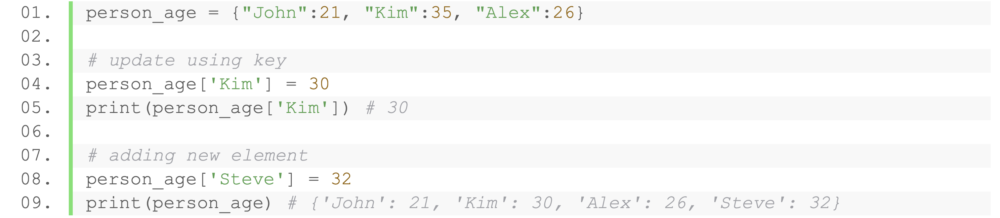 01. person_age = {"John":21, "Kim":35, "Alex":26}
02.
03. # update using key
04. person_age['Kim'] = 30
05. print(person_age['Kim']) # 30
06.
07. # adding new element
08. person_age['Steve'] = 32
09. print(person_age) # {'John': 21, 'Kim': 30, 'Alex': 26, 'Steve': 32}